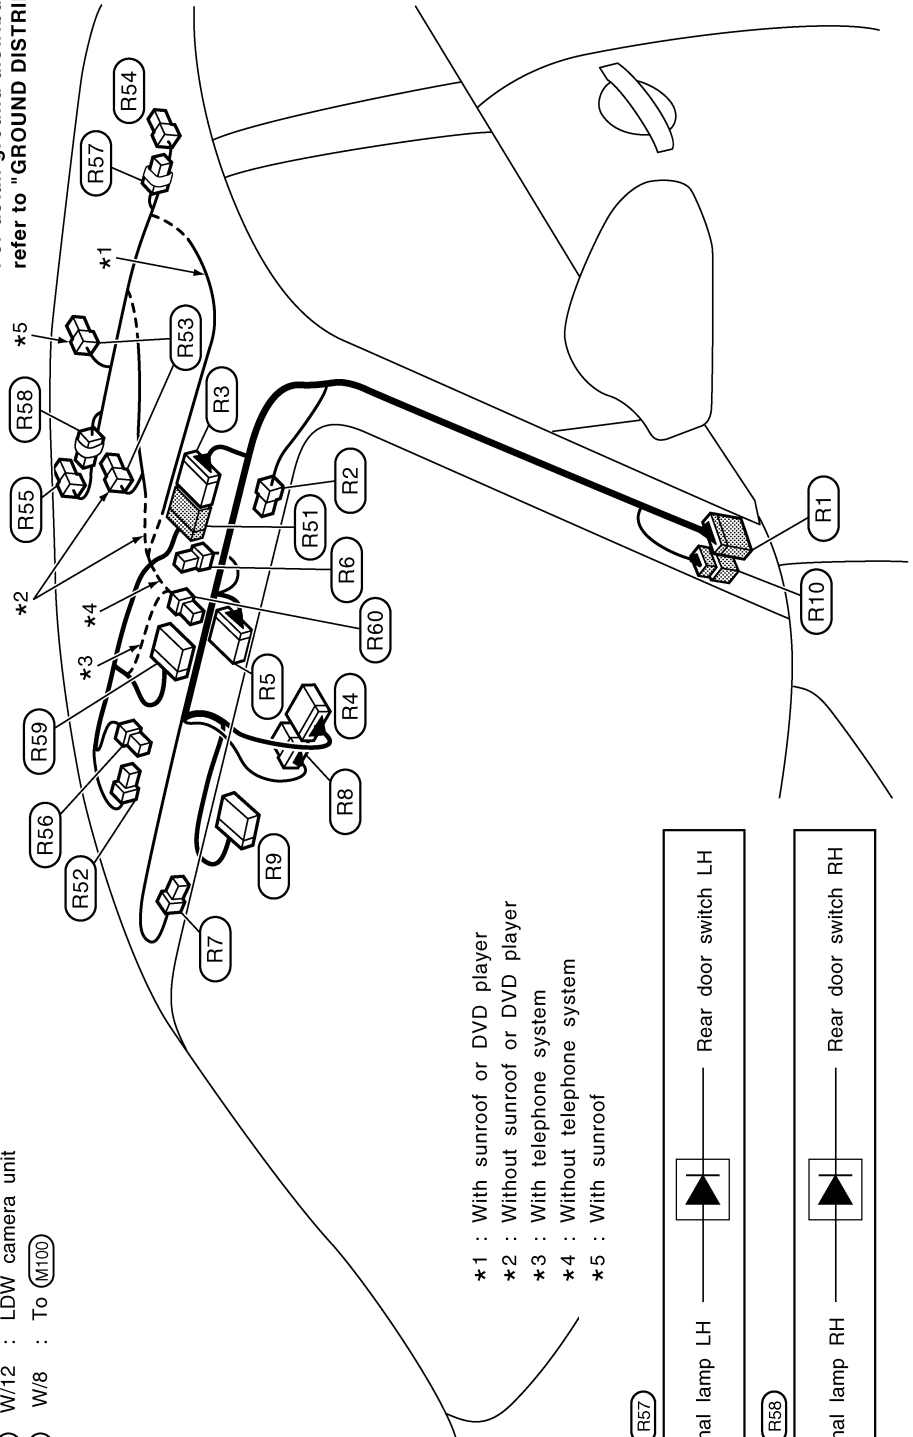 refer to "GROUND
W/12 : LDW camera unit
W/8 : To M100
R54
R57
*1
*5
R53
R58
R3
R55
R2
R51
R1
*2
R6
*4
R10
R60
*3
R5
R59
R4
R8
R56
R9
R52
R7
*1 : With sunroof or DVD player
*2 : Without sunroof or DVD player
*3 : With telephone system
*4 : Without telephone system
*5 : With sunroof
R57
lamp LH
Rear door switch LH
R58
lamp RH
Rear door switch RH